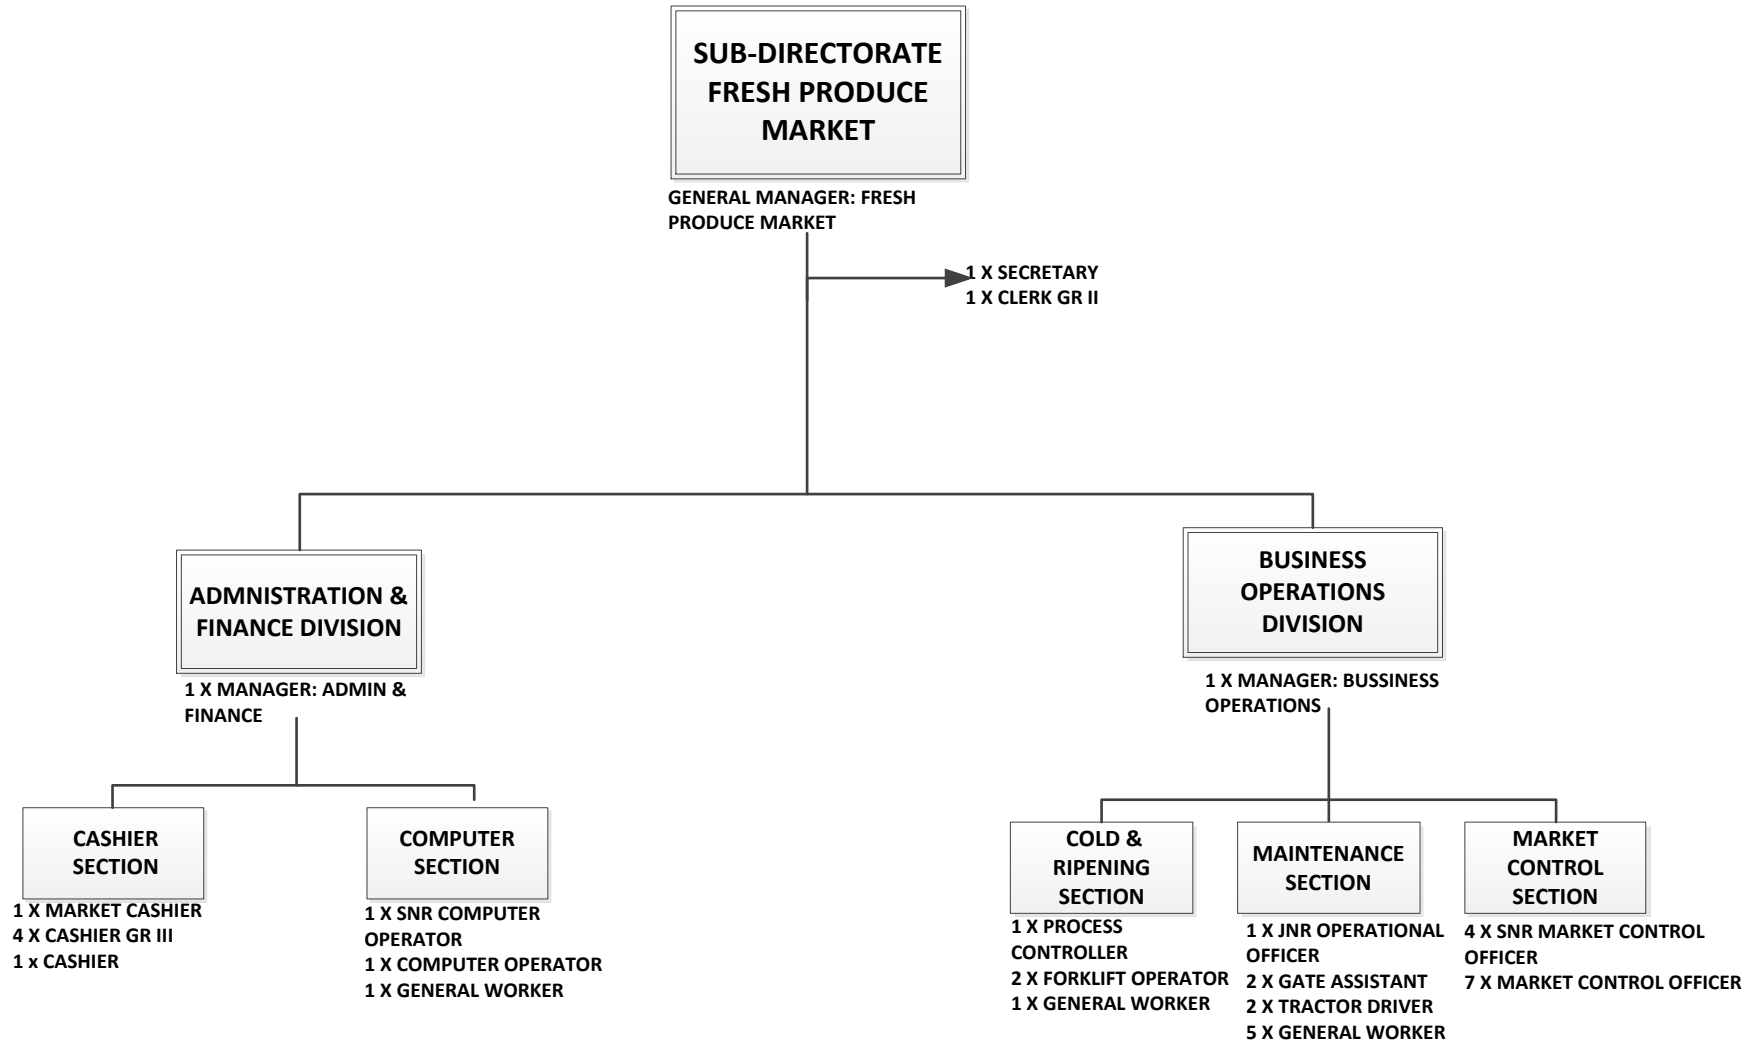 SUB-DIRECTORATE
FRESH PRODUCE
MARKET
GENERAL MANAGER: FRESH
PRODUCE MARKET
1 X SECRETARY
1 X CLERK GR II
ADMNISTRATION &
FINANCE DIVISION
1 X MANAGER: ADMIN &
FINANCE
BUSINESS
OPERATIONS
DIVISION
1 X MANAGER: BUSSINESS
OPERATIONS
CASHIER
SECTION
1 X MARKET CASHIER
4 X CASHIER GR III
1 x CASHIER
COMPUTER
SECTION
1 X SNR COMPUTER
OPERATOR
1 X COMPUTER OPERATOR
1 X GENERAL WORKER
COLD &
RIPENING
SECTION
1 X PROCESS
CONTROLLER
2 X FORKLIFT OPERATOR
1 X GENERAL WORKER
MAINTENANCE
SECTION
1 X JNR OPERATIONAL
OFFICER
2 X GATE ASSISTANT
2 X TRACTOR DRIVER
5 X GENERAL WORKER
MARKET
CONTROL
SECTION
4 X SNR MARKET CONTROL
OFFICER
7 X MARKET CONTROL OFFICER